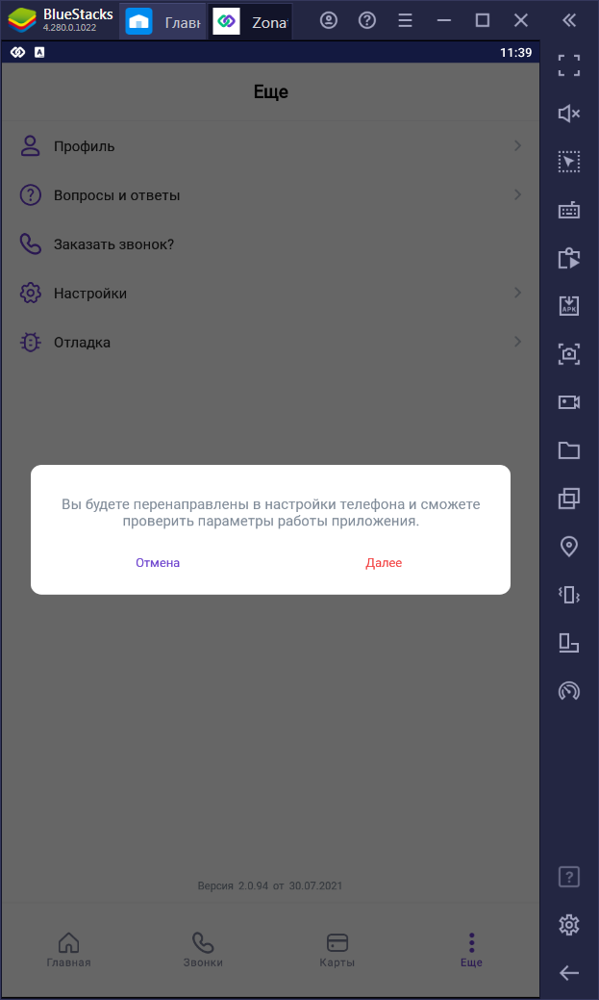 BlueStacks
4.280.0.1022
Глав
Zona
11:39
Еще
Профиль
Вопросы и ответы
Заказать звонок?
Настройки
Отладка
Вы будете перенаправлены в настройки телефона и сможете
проверить параметры работы приложения.
Отмена
Далее
Версия 2.0.94 от 30.07.2021
Главная
Звонки
Карты
Еще
APK